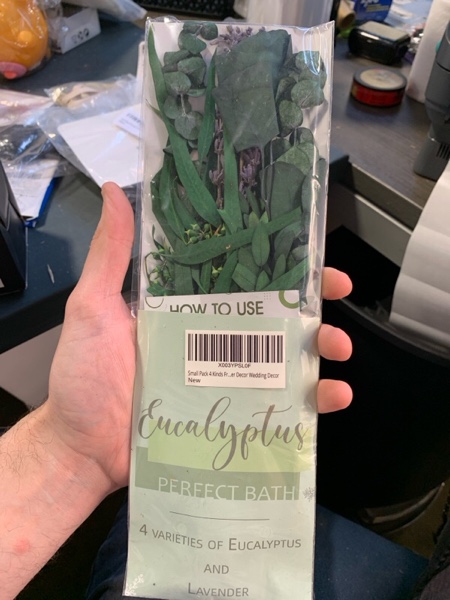 HOW TO USE
X003YPSL0F
Small Pack 4 Kinds Fr...er Decor Wedding Decor
New
Eucalyptus
PERFECT BATH
4 VARIETIES OF EUCALYPTUS
AND
LAVENDER